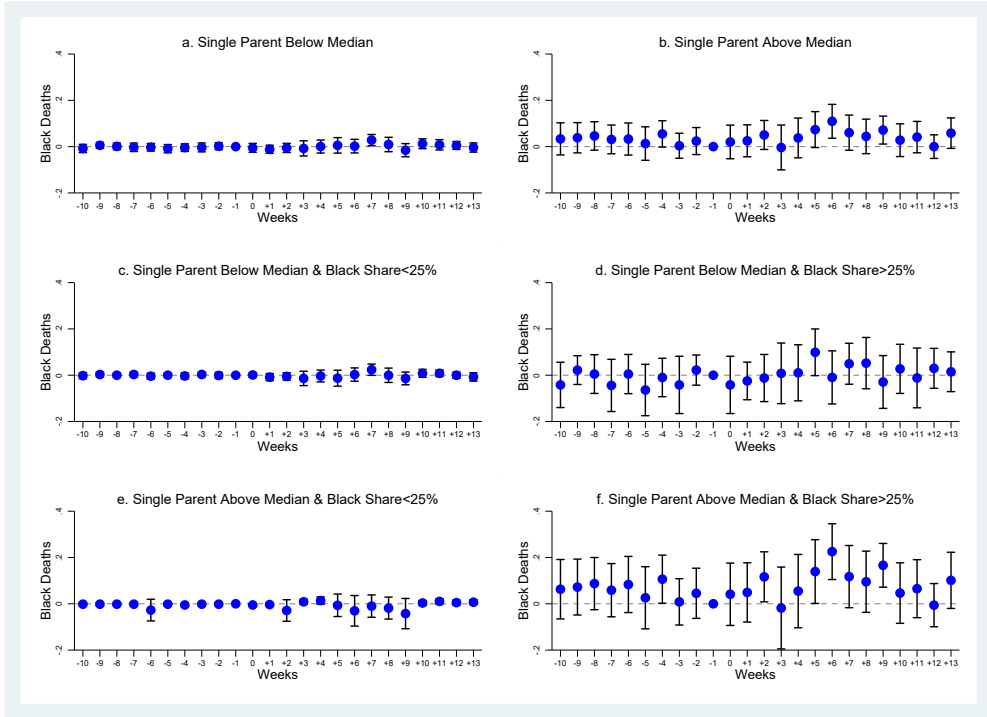 a. Single Parent Below Median
Black Deaths
.4
.2
0
-.2
-10 -9 -8 -7 -6 -5 -4 -3 -2 -1 0 +1 +2 +3 +4 +5 +6 +7 +8 +9 +10 +11 +12 +13
Weeks
b. Single Parent Above Median
Black Deaths
.4
.2
0
-.2
-10 -9 -8 -7 -6 -5 -4 -3 -2 -1 0 +1 +2 +3 +4 +5 +6 +7 +8 +9 +10 +11 +12 +13
Weeks
c. Single Parent Below Median & Black Share<25%
Black Deaths
.4
.2
0
-.2
-10 -9 -8 -7 -6 -5 -4 -3 -2 -1 0 +1 +2 +3 +4 +5 +6 +7 +8 +9 +10 +11 +12 +13
Weeks
d. Single Parent Below Median & Black Share>25%
Black Deaths
.4
.2
0
-.2
-10 -9 -8 -7 -6 -5 -4 -3 -2 -1 0 +1 +2 +3 +4 +5 +6 +7 +8 +9 +10 +11 +12 +13
Weeks
e. Single Parent Above Median & Black Share<25%
Black Deaths
.4
.2
0
-.2
-10 -9 -8 -7 -6 -5 -4 -3 -2 -1 0 +1 +2 +3 +4 +5 +6 +7 +8 +9 +10 +11 +12 +13
Weeks
f. Single Parent Above Median & Black Share>25%
Black Deaths
.4
.2
0
-.2
-10 -9 -8 -7 -6 -5 -4 -3 -2 -1 0 +1 +2 +3 +4 +5 +6 +7 +8 +9 +10 +11 +12 +13
Weeks